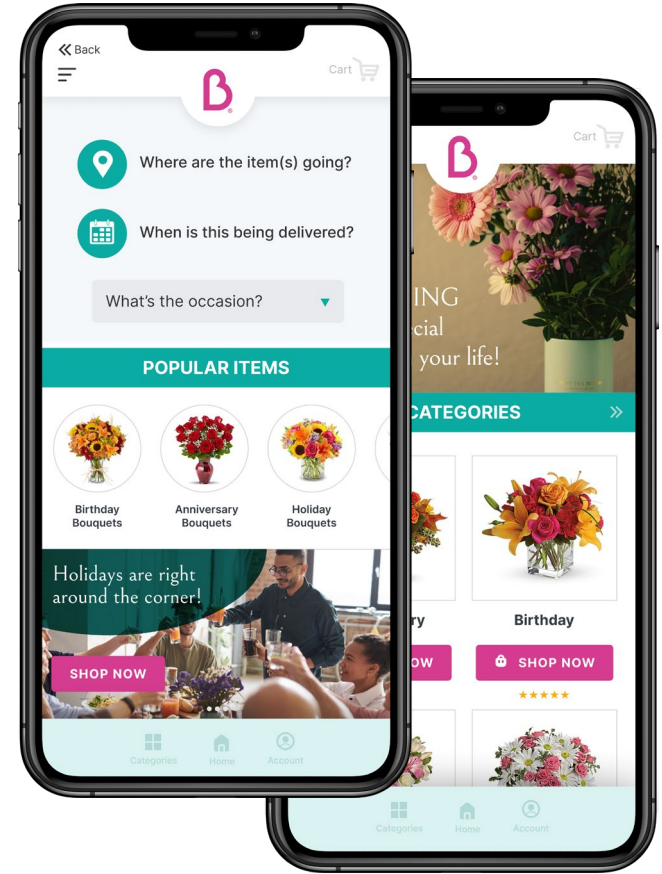 Back
Cart
B
Where are the item(s) going?
When is this being delivered?
What's the occasion?
POPULAR ITEMS
Birthday
Bouquets
Anniversary
Bouquets
Holiday
Bouquets
Holidays are right
around the corner!
SHOP NOW
Categories
Home
Account
Cart
B
ING
cial
your life!
CATEGORIES
ry
Birthday
OW
SHOP NOW
Categories
Home
Account